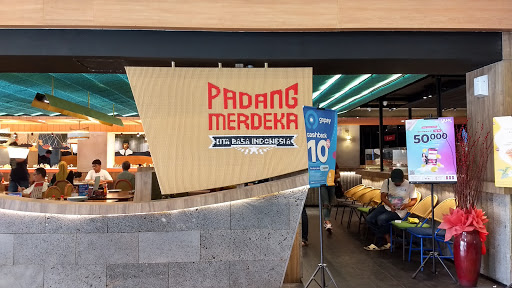 PADANG
MERDEKA
CITA RASA INDONESIA
gopay
cashback
10
50.000